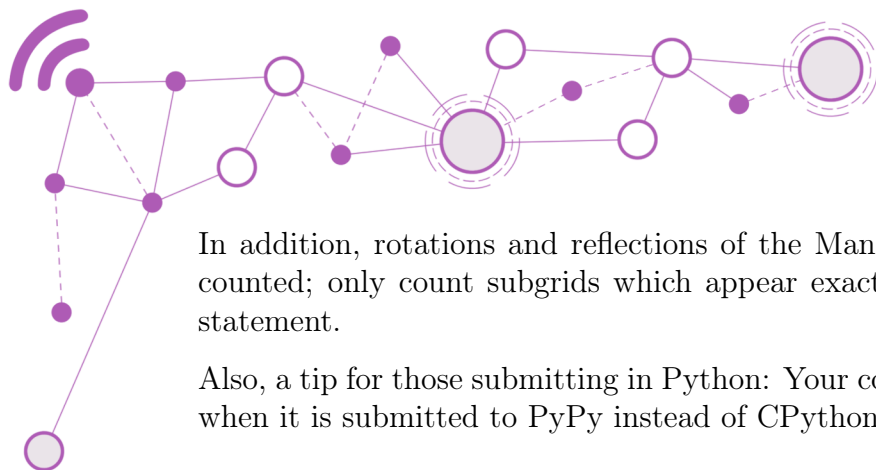 In addition, rotations and reflections of the Man
counted; only count subgrids which appear exact
statement.
Also, a tip for those submitting in Python: Your co
when it is submitted to PyPy instead of CPython